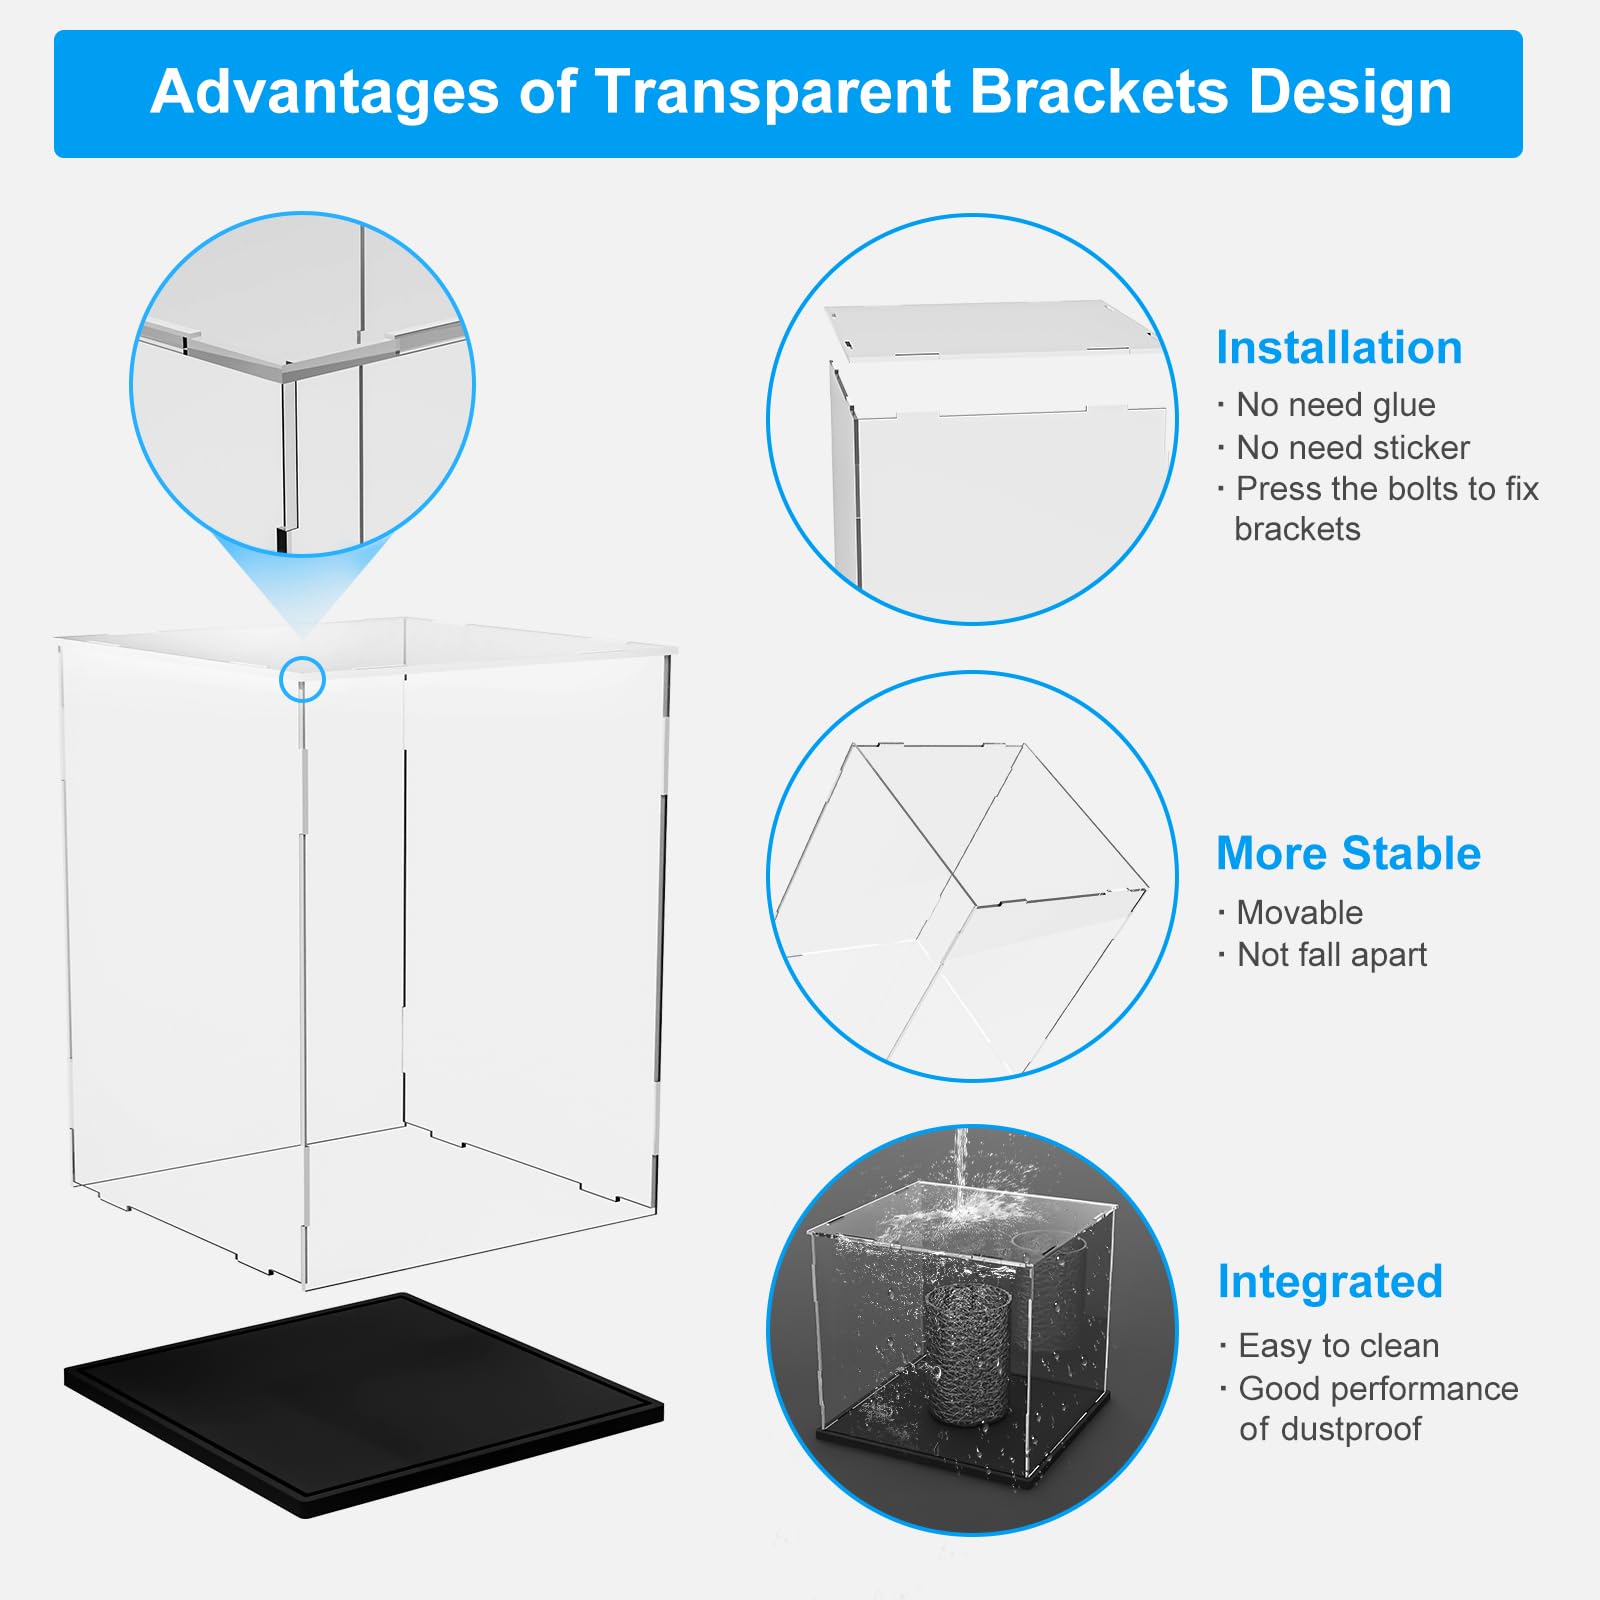 Advantages of Transparent Brackets Design
Installation
· No need glue
· No need sticker
· Press the bolts to fix
brackets
More Stable
· Movable
· Not fall apart
Integrated
· Easy to clean
· Good performance
of dustproof